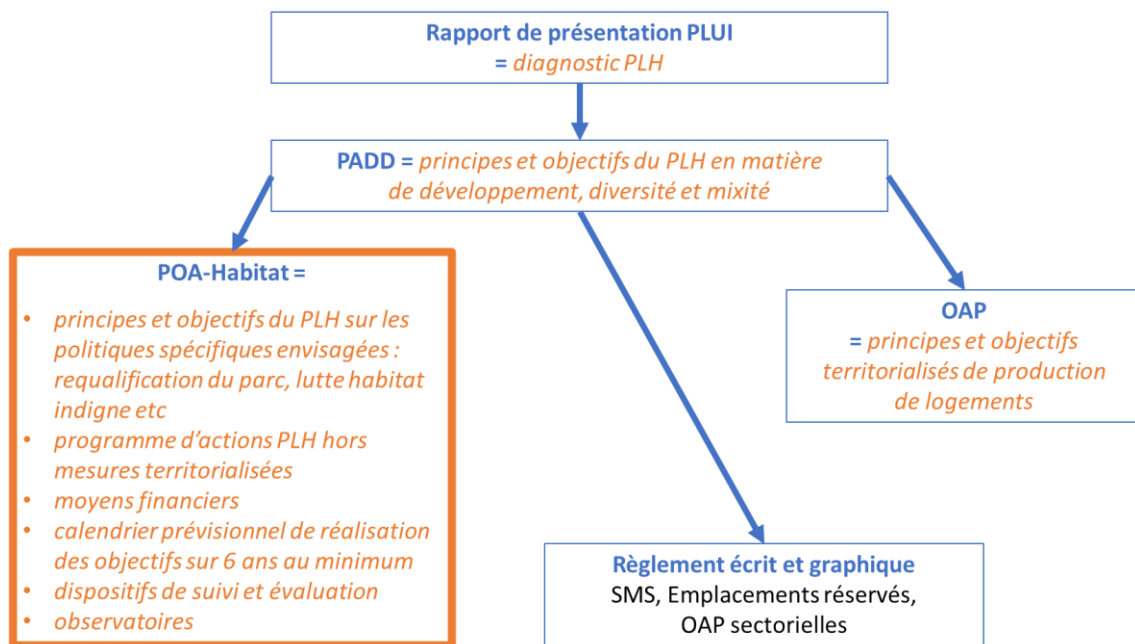 Rapport de présentation PLUI
= diagnostic PLH
PADD = principes et objectifs du PLH en matière
de développement, diversité et mixité
POA-Habitat =
• principes et objectifs du PLH sur les
politiques spécifiques envisagées :
requalification du parc, lutte habitat
indigne etc
• programme d'actions PLH hors
mesures territorialisées
• moyens financiers
• calendrier prévisionnel de réalisation
des objectifs sur 6 ans au minimum
• dispositifs de suivi et évaluation
• observatoires
OAP
= principes et objectifs
territorialisés de production
de logements
Règlement écrit et graphique
SMS, Emplacements réservés,
OAP sectorielles